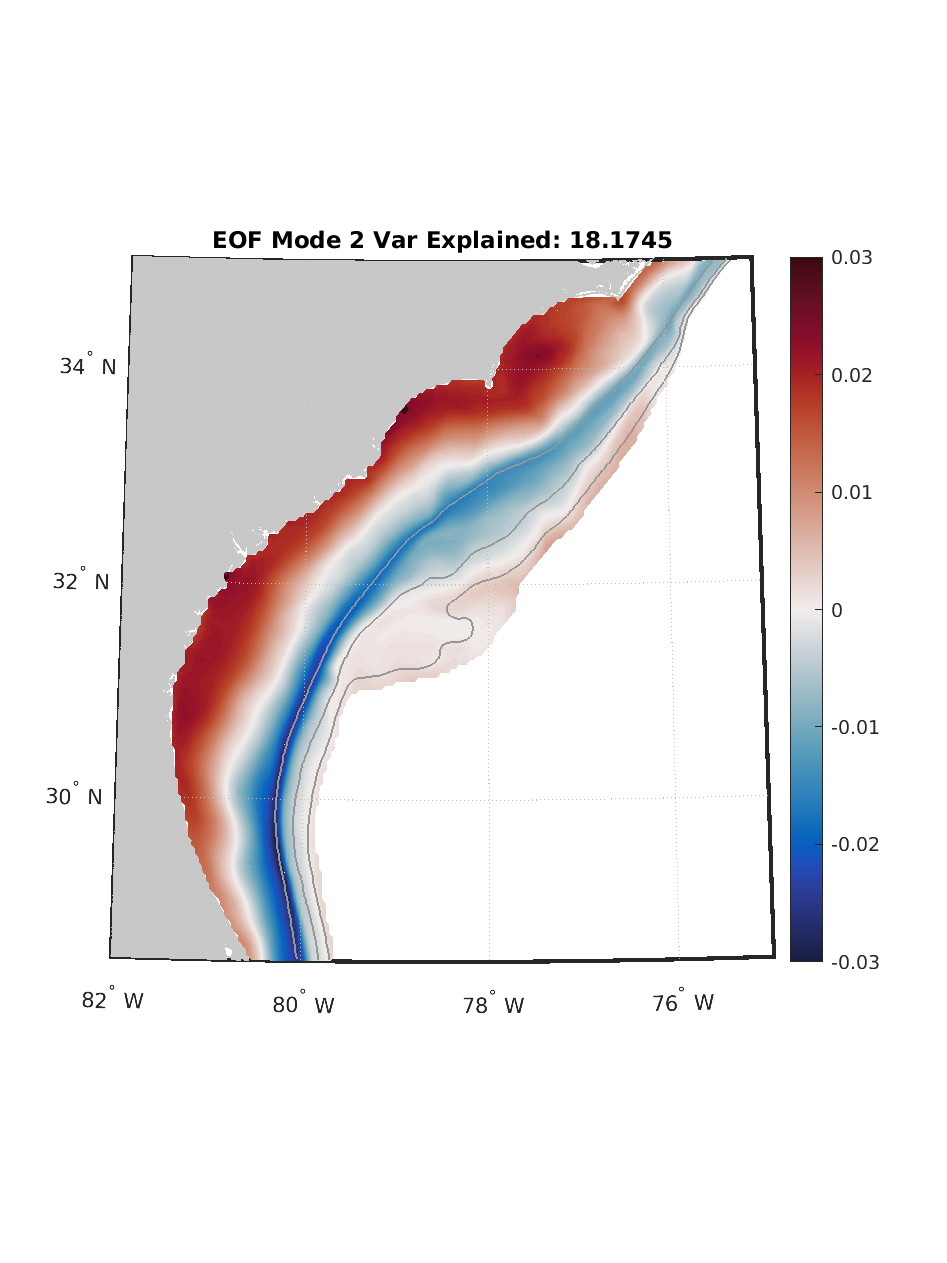 EOF Mode 2 Var Explained: 18.1745
34° N
32° N
30° N
82° W
80° W
78° W
76° W
0.03
0.02
0.01
0
-0.01
-0.02
-0.03